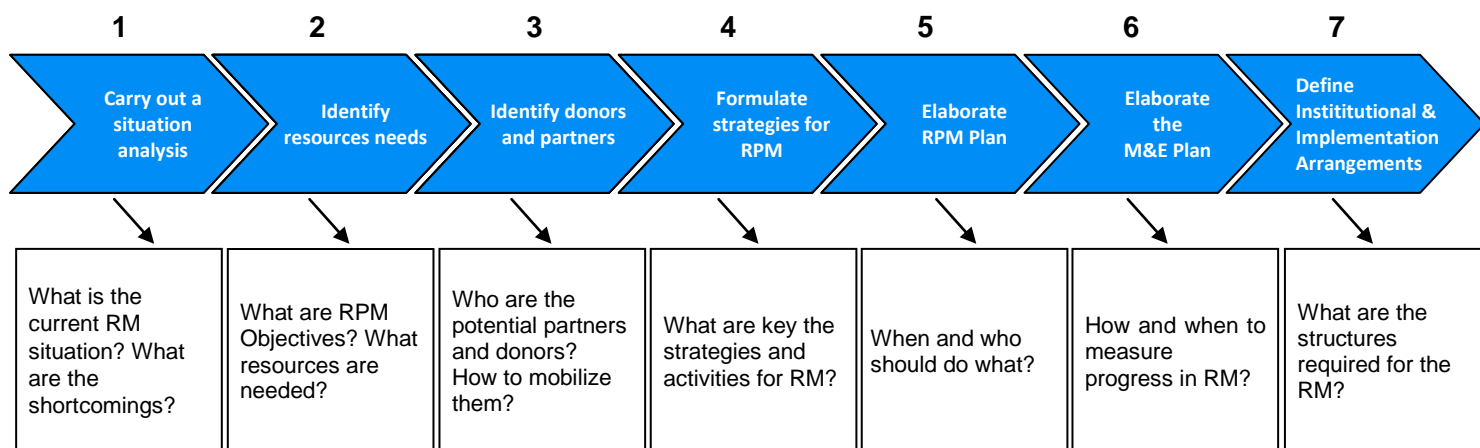 1
2
3
4
5
6
7
Carry out a
situation
analysis
Identify
resources needs
Identify donors
and partners
Formulate
strategies for
RPM
Elaborate
RPM Plan
Elaborate
the
M&E Plan
Define
Instititutional &
Implementation
Arrangements
What is the
current RM
situation? What
are the
shortcomings?
What are RPM
Objectives? What
resources are
needed?
Who are the
potential partners
and donors?
How to mobilize
them?
What are key the
strategies and
activities for RM?
When and who
should do what?
How and when to
measure
progress in RM?
What are the
structures
required for the
RM?